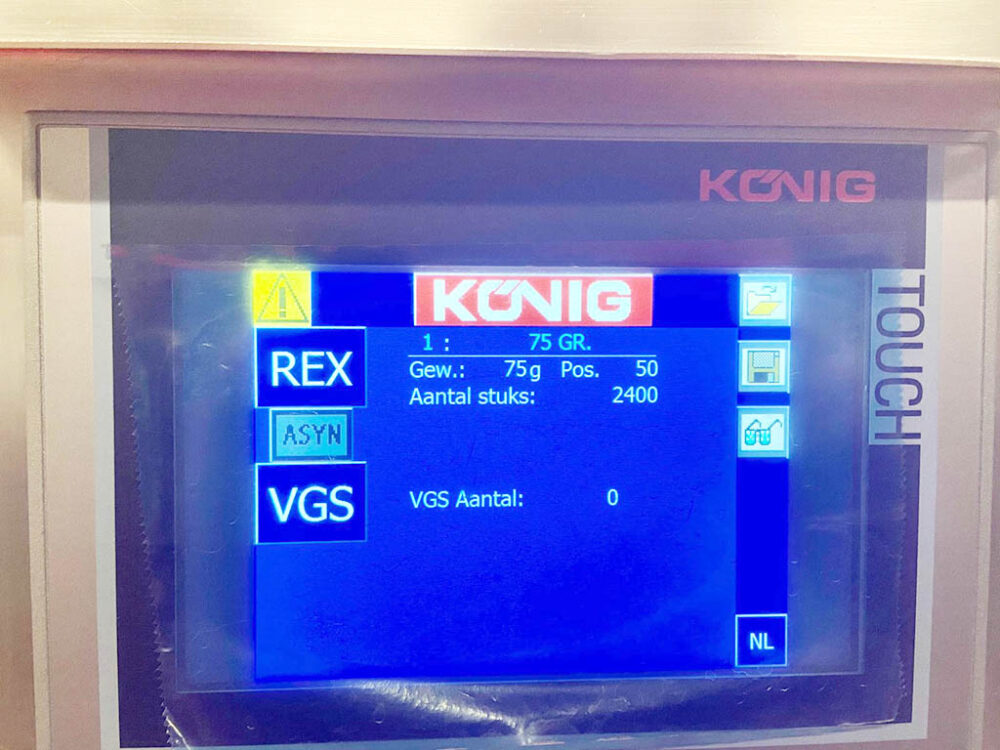 KÖNIG
TOUCH
KÖNIG
REX
1 : 75 GR.
Gew.: 75g Pos. 50
Aantal stuks: 2400
ASYN
VGS
VGS Aantal: 0
NL